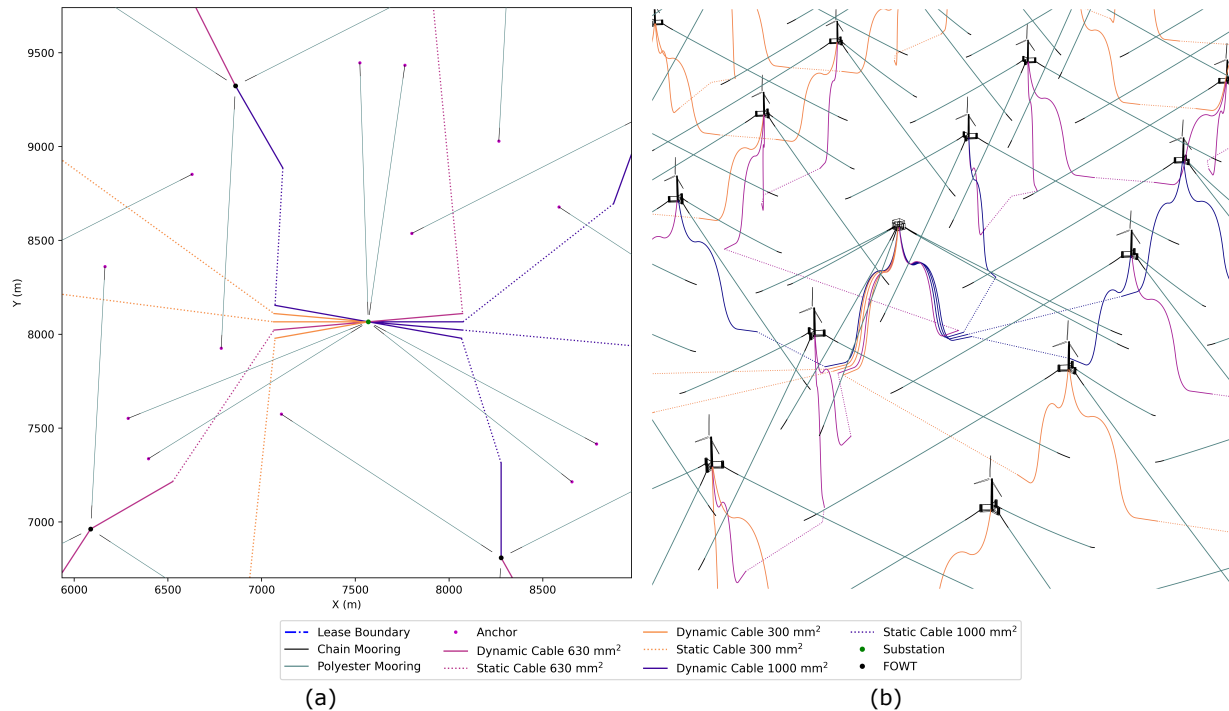 9500
9000
8500
8000
7500
7000
Y (m)
6000
6500
7000
7500
8000
8500
X (m)
Lease Boundary
Chain Mooring
Polyester Mooring
Anchor
Dynamic Cable 630 mm²
Static Cable 630 mm²
Dynamic Cable 300 mm²
Static Cable 300 mm²
Dynamic Cable 1000 mm²
Static Cable 1000 mm²
Substation
FOWT
(a)
(b)